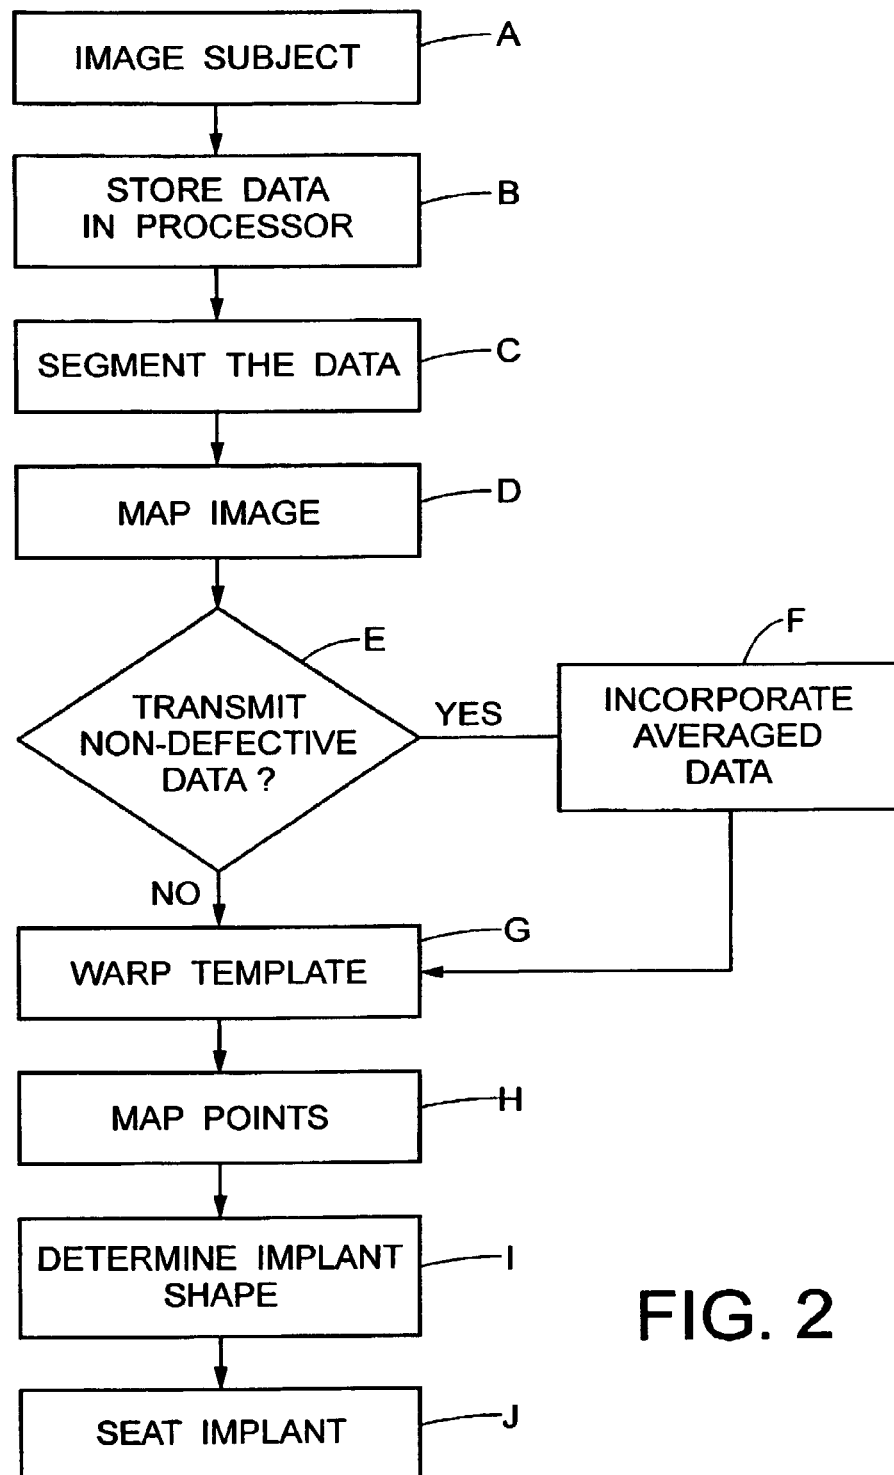 IMAGE SUBJECT
A
STORE DATA
IN PROCESSOR
B
SEGMENT THE DATA
C
MAP IMAGE
D
TRANSMIT
NON-DEFECTIVE
DATA ?
E
YES
INCORPORATE
AVERAGED
DATA
F
NO
WARP TEMPLATE
G
MAP POINTS
H
DETERMINE IMPLANT
SHAPE
I
SEAT IMPLANT
J
FIG. 2